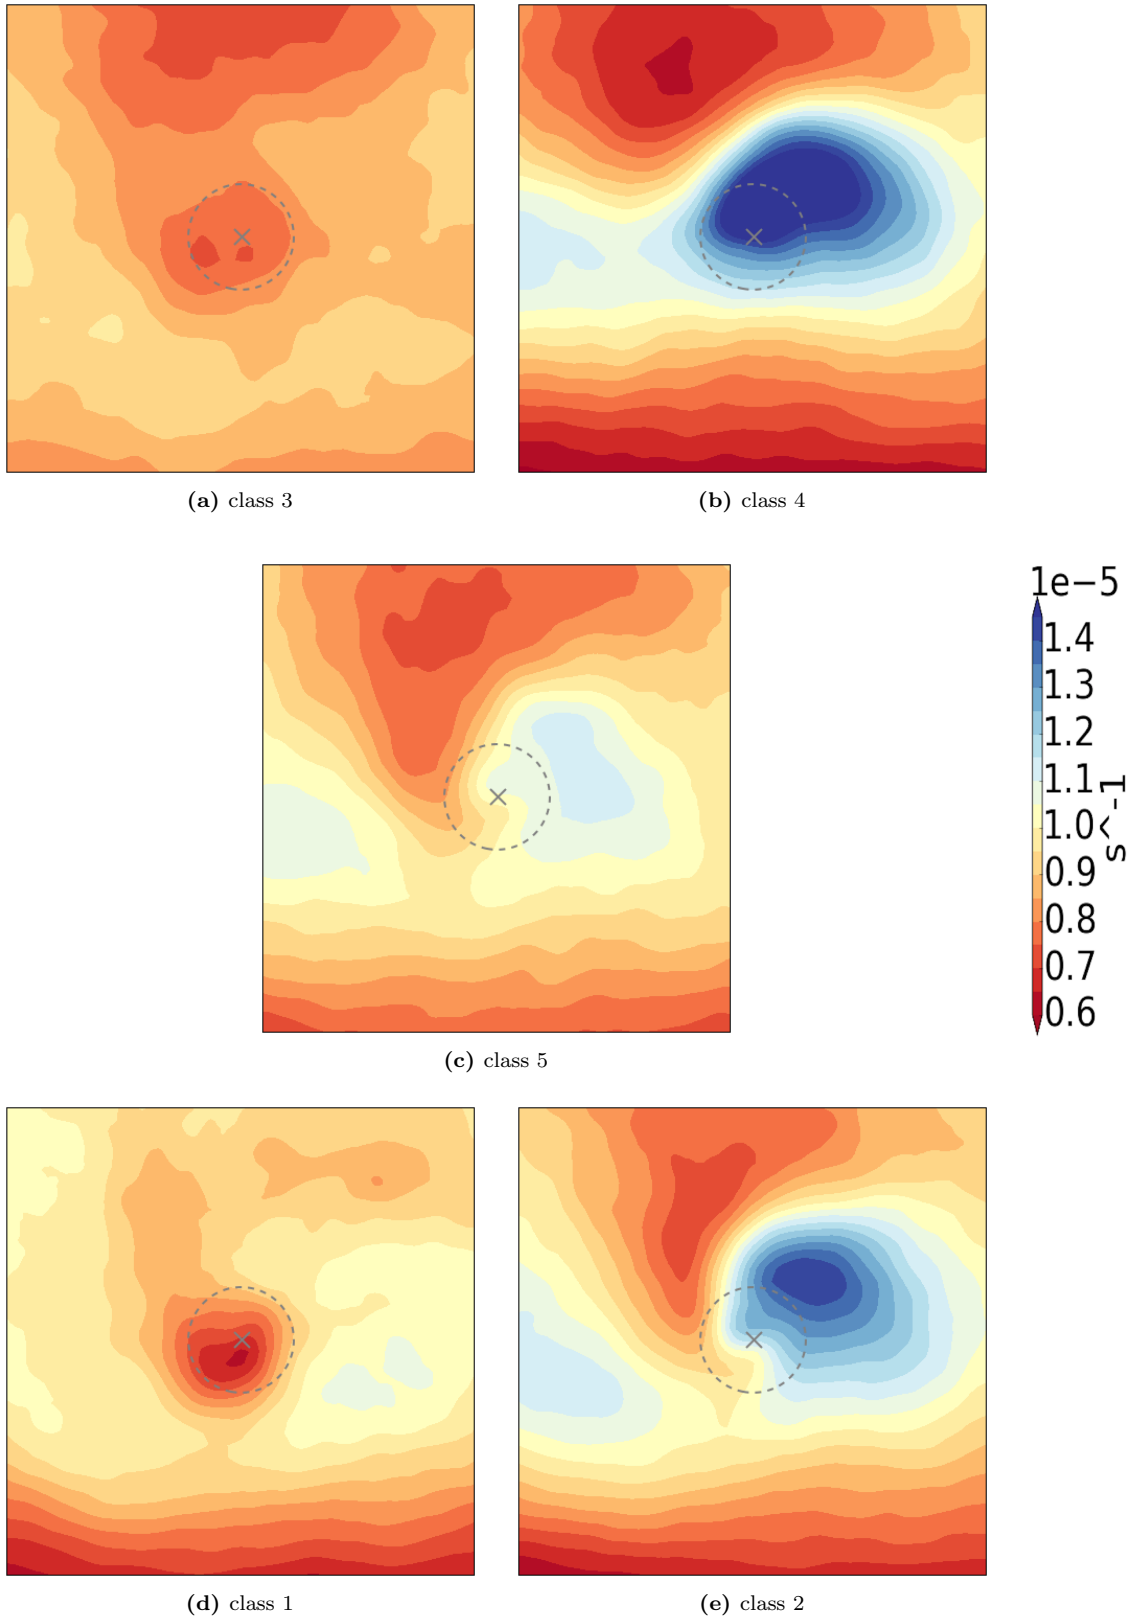 (a) class 3
(b) class 4
1e−5
1.4
1.3
1.2
1.1
1.0
0.9
0.8
0.7
0.6
s^-1
(c) class 5
(d) class 1
(e) class 2